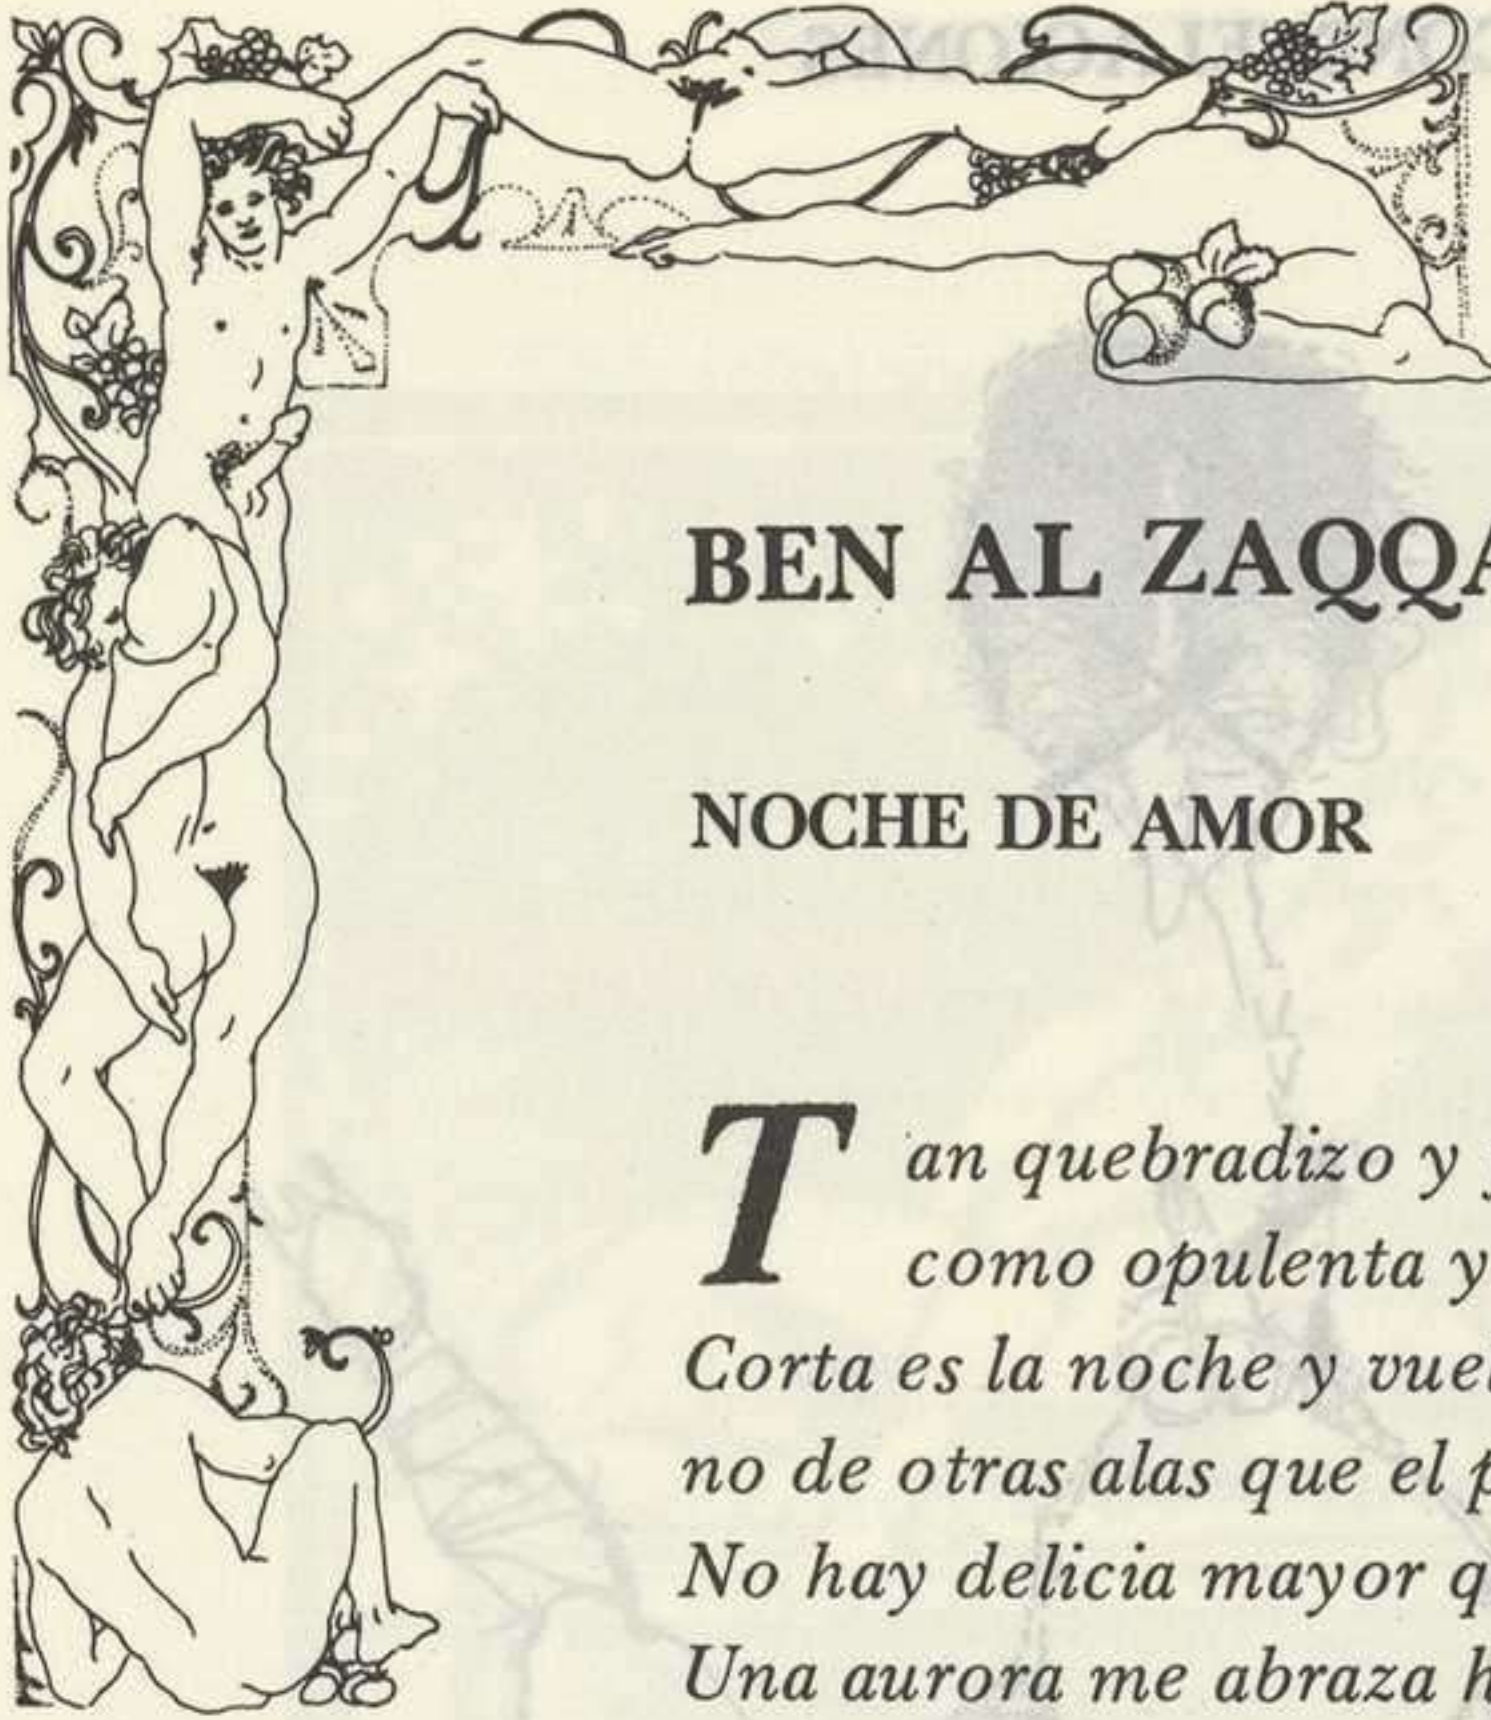 BEN AL ZAQQA
NOCHE DE AMOR
Tan quebradizo y
como opulenta y
Corta es la noche y vuel
no de otras alas que el p
No hay delicia mayor q
Una aurora me abraza h